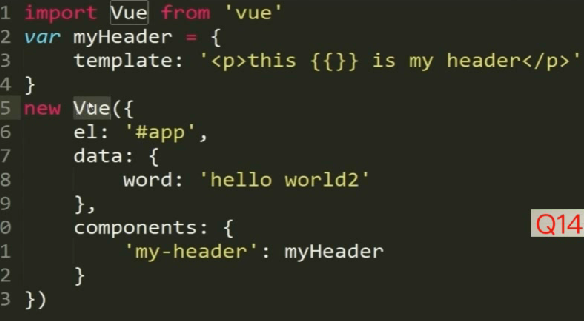 1 import Vue from 'vue'
2 var myHeader = {
3     template: '<p>this {{}} is my header</p>'
4 }
5 new Vue({
6     el: '#app',
7     data: {
8         word: 'hello world2'
9     },
0     components: {
1         'my-header': myHeader
2     }
3 })
Q14